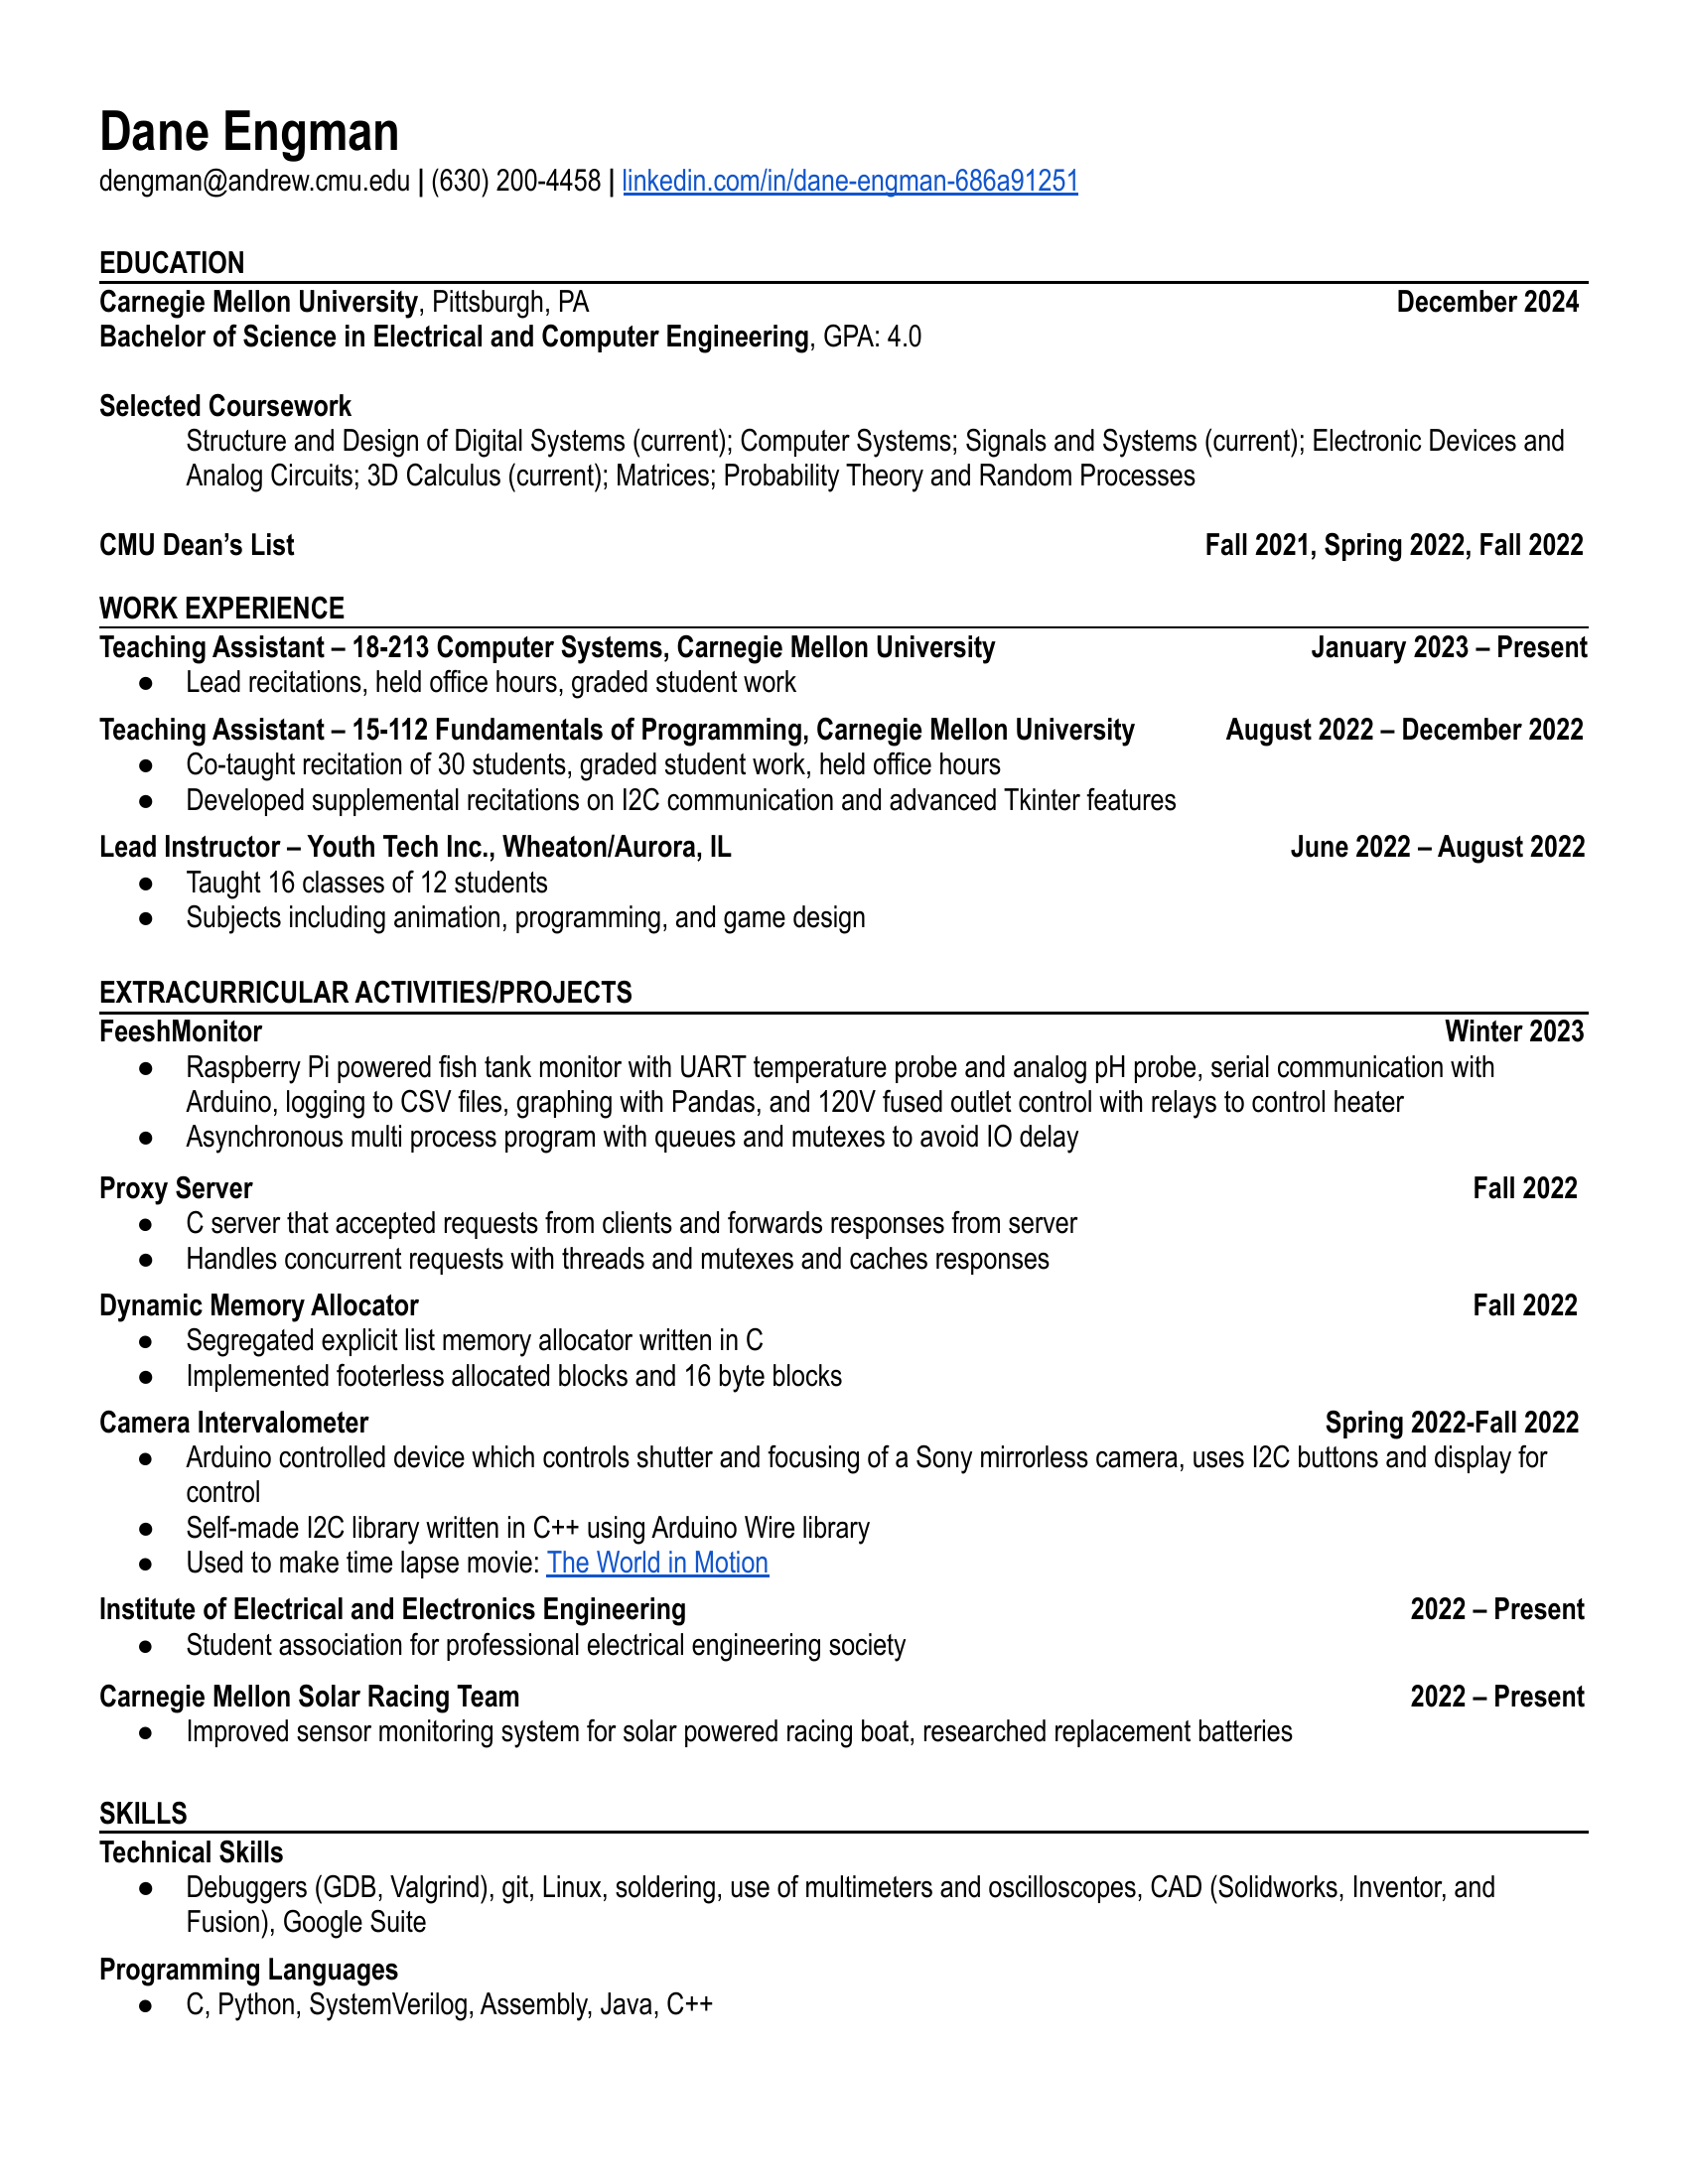 Dane Engman
dengman@andrew.cmu.edu | (630) 200-4458 | linkedin.com/in/dane-engman-686a91251
EDUCATION
Carnegie Mellon University, Pittsburgh, PA December 2024
Bachelor of Science in Electrical and Computer Engineering, GPA: 4.0
Selected Coursework
Structure and Design of Digital Systems (current); Computer Systems; Signals and Systems (current); Electronic Devices and
Analog Circuits; 3D Calculus (current); Matrices; Probability Theory and Random Processes
CMU Dean’s List Fall 2021, Spring 2022, Fall 2022
WORK EXPERIENCE
Teaching Assistant – 18-213 Computer Systems, Carnegie Mellon University January 2023 – Present
● Lead recitations, held office hours, graded student work
Teaching Assistant – 15-112 Fundamentals of Programming, Carnegie Mellon University August 2022 – December 2022
● Co-taught recitation of 30 students, graded student work, held office hours
● Developed supplemental recitations on I2C communication and advanced Tkinter features
Lead Instructor – Youth Tech Inc., Wheaton/Aurora, IL June 2022 – August 2022
● Taught 16 classes of 12 students
● Subjects including animation, programming, and game design
EXTRACURRICULAR ACTIVITIES/PROJECTS
FeeshMonitor Winter 2023
● Raspberry Pi powered fish tank monitor with UART temperature probe and analog pH probe, serial communication with
Arduino, logging to CSV files, graphing with Pandas, and 120V fused outlet control with relays to control heater
● Asynchronous multi process program with queues and mutexes to avoid IO delay
Proxy Server Fall 2022
● C server that accepted requests from clients and forwards responses from server
● Handles concurrent requests with threads and mutexes and caches responses
Dynamic Memory Allocator Fall 2022
● Segregated explicit list memory allocator written in C
● Implemented footerless allocated blocks and 16 byte blocks
Camera Intervalometer Spring 2022-Fall 2022
● Arduino controlled device which controls shutter and focusing of a Sony mirrorless camera, uses I2C buttons and display for
control
● Self-made I2C library written in C++ using Arduino Wire library
● Used to make time lapse movie: The World in Motion
Institute of Electrical and Electronics Engineering 2022 – Present
● Student association for professional electrical engineering society
Carnegie Mellon Solar Racing Team 2022 – Present
● Improved sensor monitoring system for solar powered racing boat, researched replacement batteries
SKILLS
Technical Skills
● Debuggers (GDB, Valgrind), git, Linux, soldering, use of multimeters and oscilloscopes, CAD (Solidworks, Inventor, and
Fusion), Google Suite
Programming Languages
● C, Python, SystemVerilog, Assembly, Java, C++